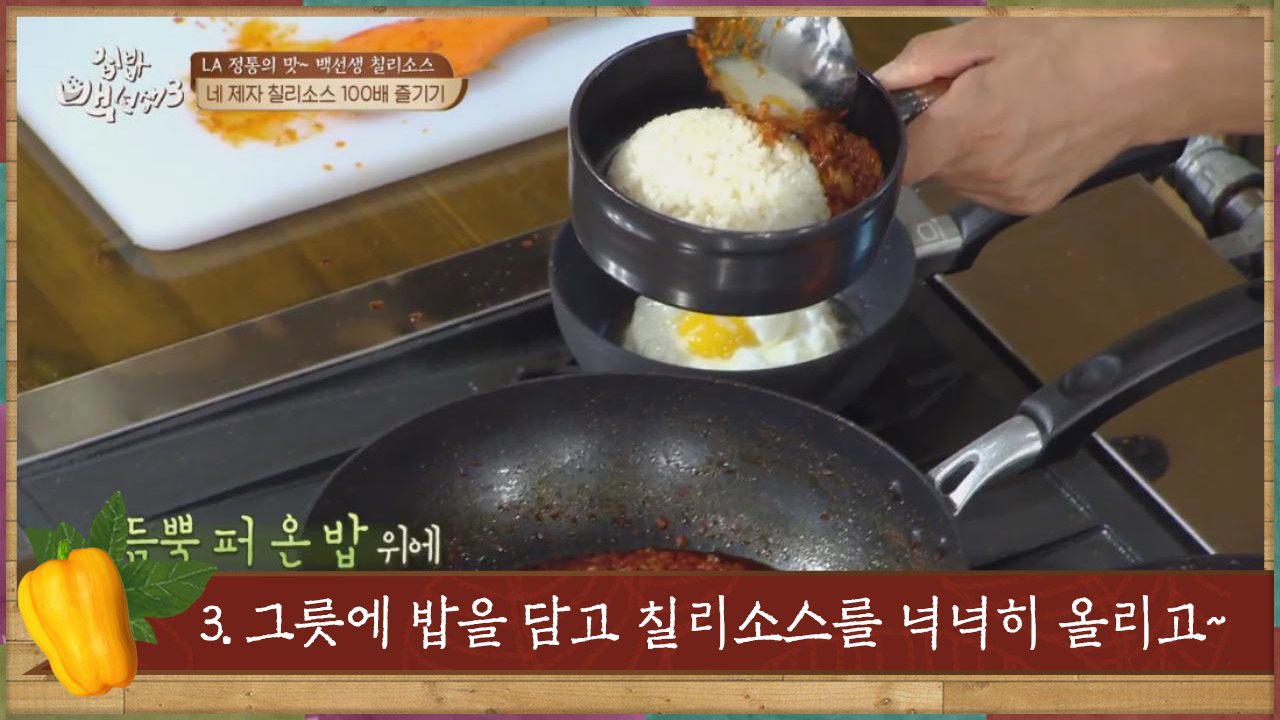 집밥
백선생3
LA 정통의 맛~ 백선생 칠리소스
네 제자 칠리소스 100배 즐기기
듬뿍 퍼 온 밥 위에
3. 그릇에 밥을 담고 칠리소스를 넉넉히 올리고~